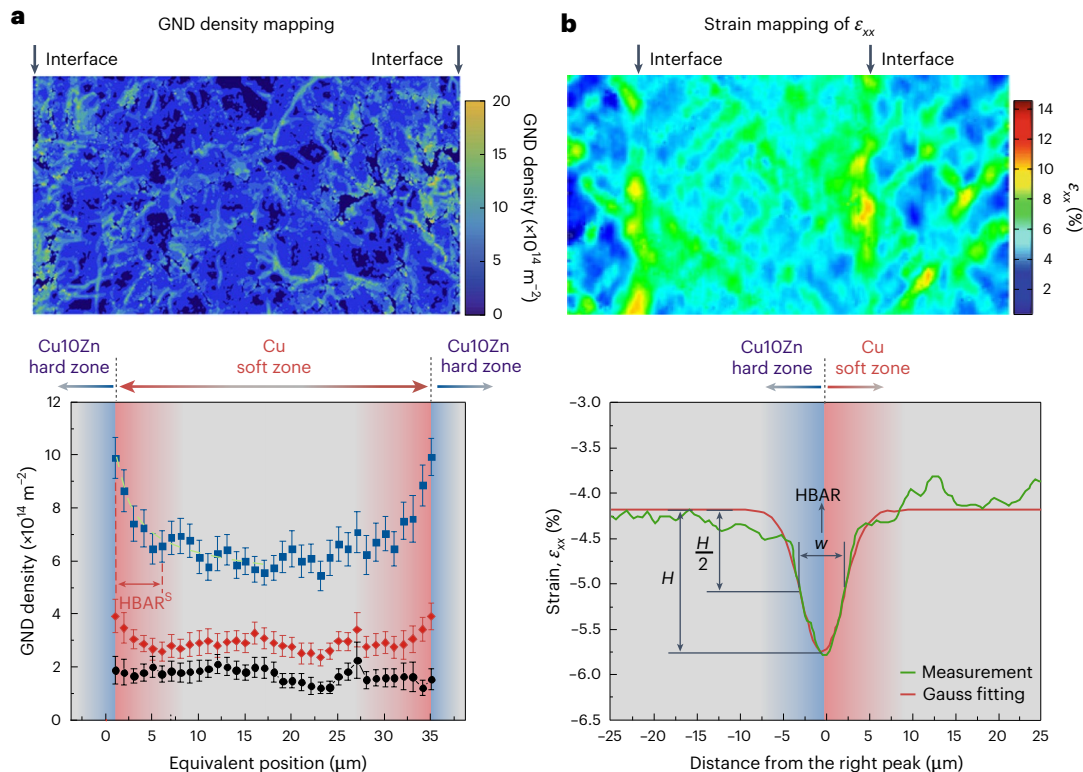 a
GND density mapping
Interface
Interface
20
15
10
5
0
GND density (×10¹⁴ m⁻²)
Cu10Zn
hard zone
Cu
soft zone
Cu10Zn
hard zone
12
10
8
6
4
2
0
GND density (×10¹⁴ m⁻²)
HBARˢ
0 5 10 15 20 25 30 35
Equivalent position (μm)
b
Strain mapping of εxx
Interface
Interface
14
12
10
8
6
4
2
εxx (%)
Cu10Zn
hard zone
Cu
soft zone
−3.0
−3.5
−4.0
−4.5
−5.0
−5.5
−6.0
−6.5
Strain, εxx (%)
HBAR
H
H/2
w
Measurement
Gauss fitting
−25 −20 −15 −10 −5 0 5 10 15 20 25
Distance from the right peak (μm)